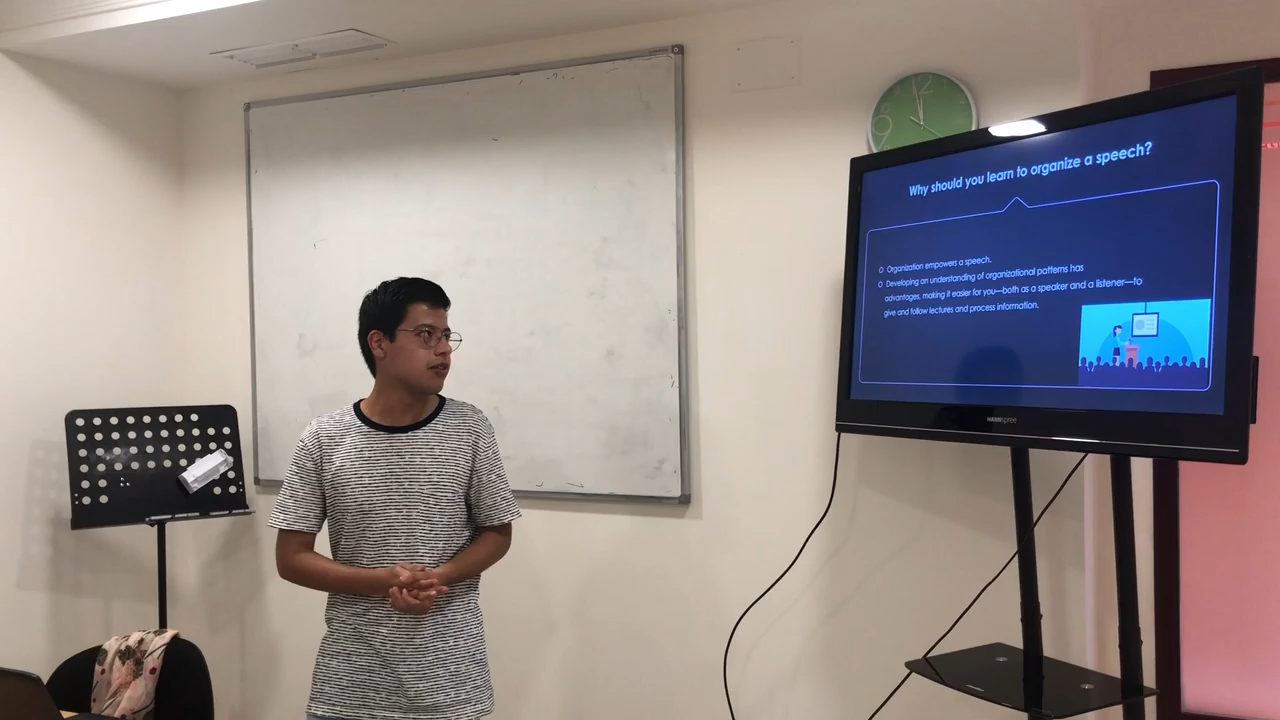 12
Why should you learn to organize a speech?
Organization empowers a speech.
Developing an understanding of organizational patterns has
advantages, making it easier for you—both as a speaker and a listener—to
give and follow lectures and process information.
HANNspree